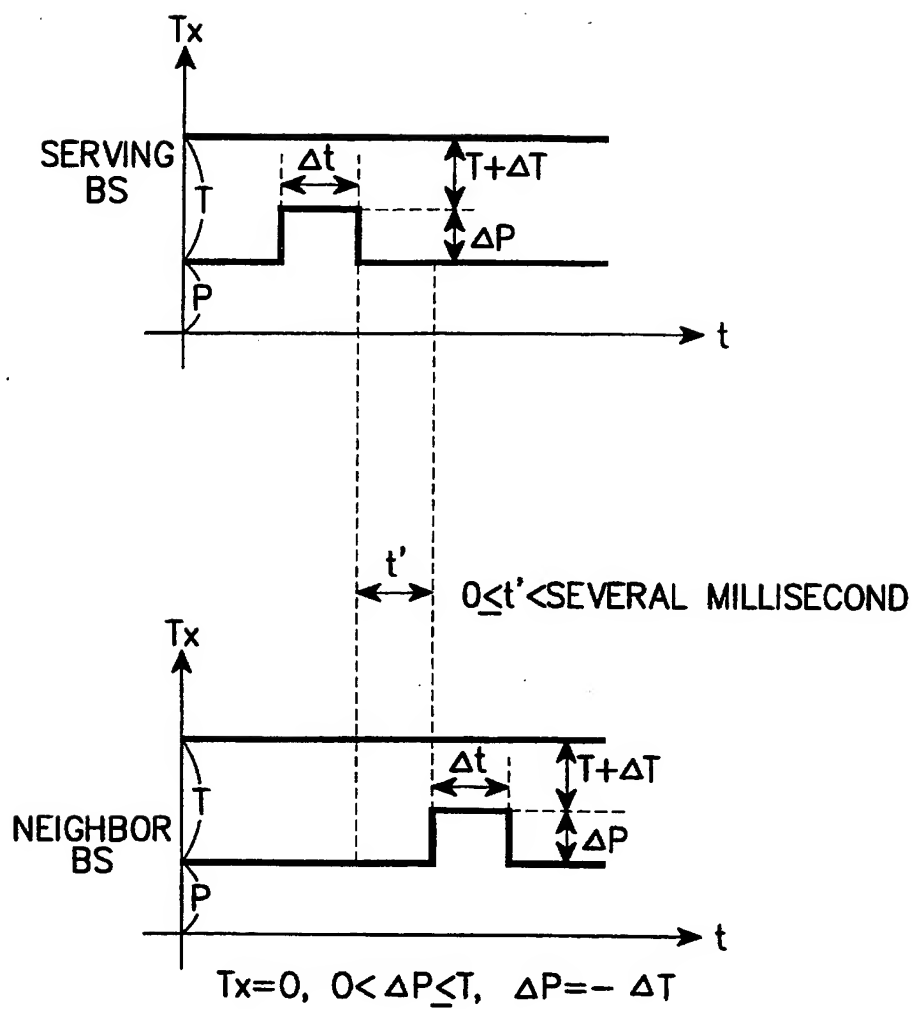 Tx
SERVING
BS
Δt
T+ΔT
T
ΔP
P
t
t'
0≤t'<SEVERAL MILLISECOND
Tx
Δt
T+ΔT
T
NEIGHBOR
BS
ΔP
P
t
Tx=0, 0<ΔP≤T, ΔP=- ΔT